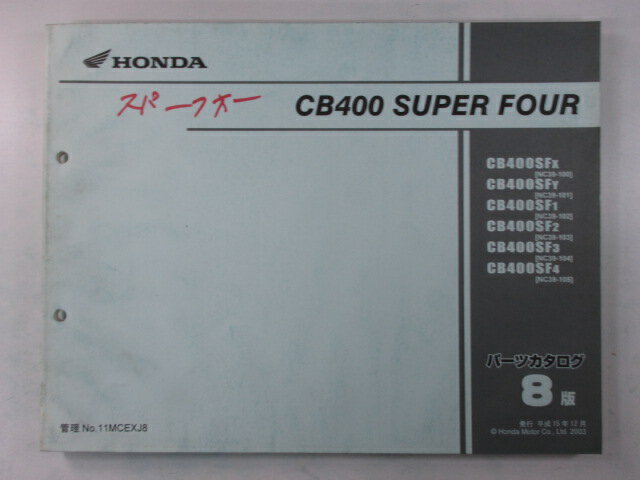 HONDA
スパーフオー
CB400 SUPER FOUR
CB400SFX
[NC39-100]
CB400SFY
[NC39-101]
CB400SF1
[NC39-102]
CB400SF2
[NC39-103]
CB400SF3
[NC39-104]
CB400SF4
[NC39-105]
パーツカタログ
8版
管理 No.11MCEXJ8
発行 平成15年12月
© Honda Motor Co., Ltd. 2003